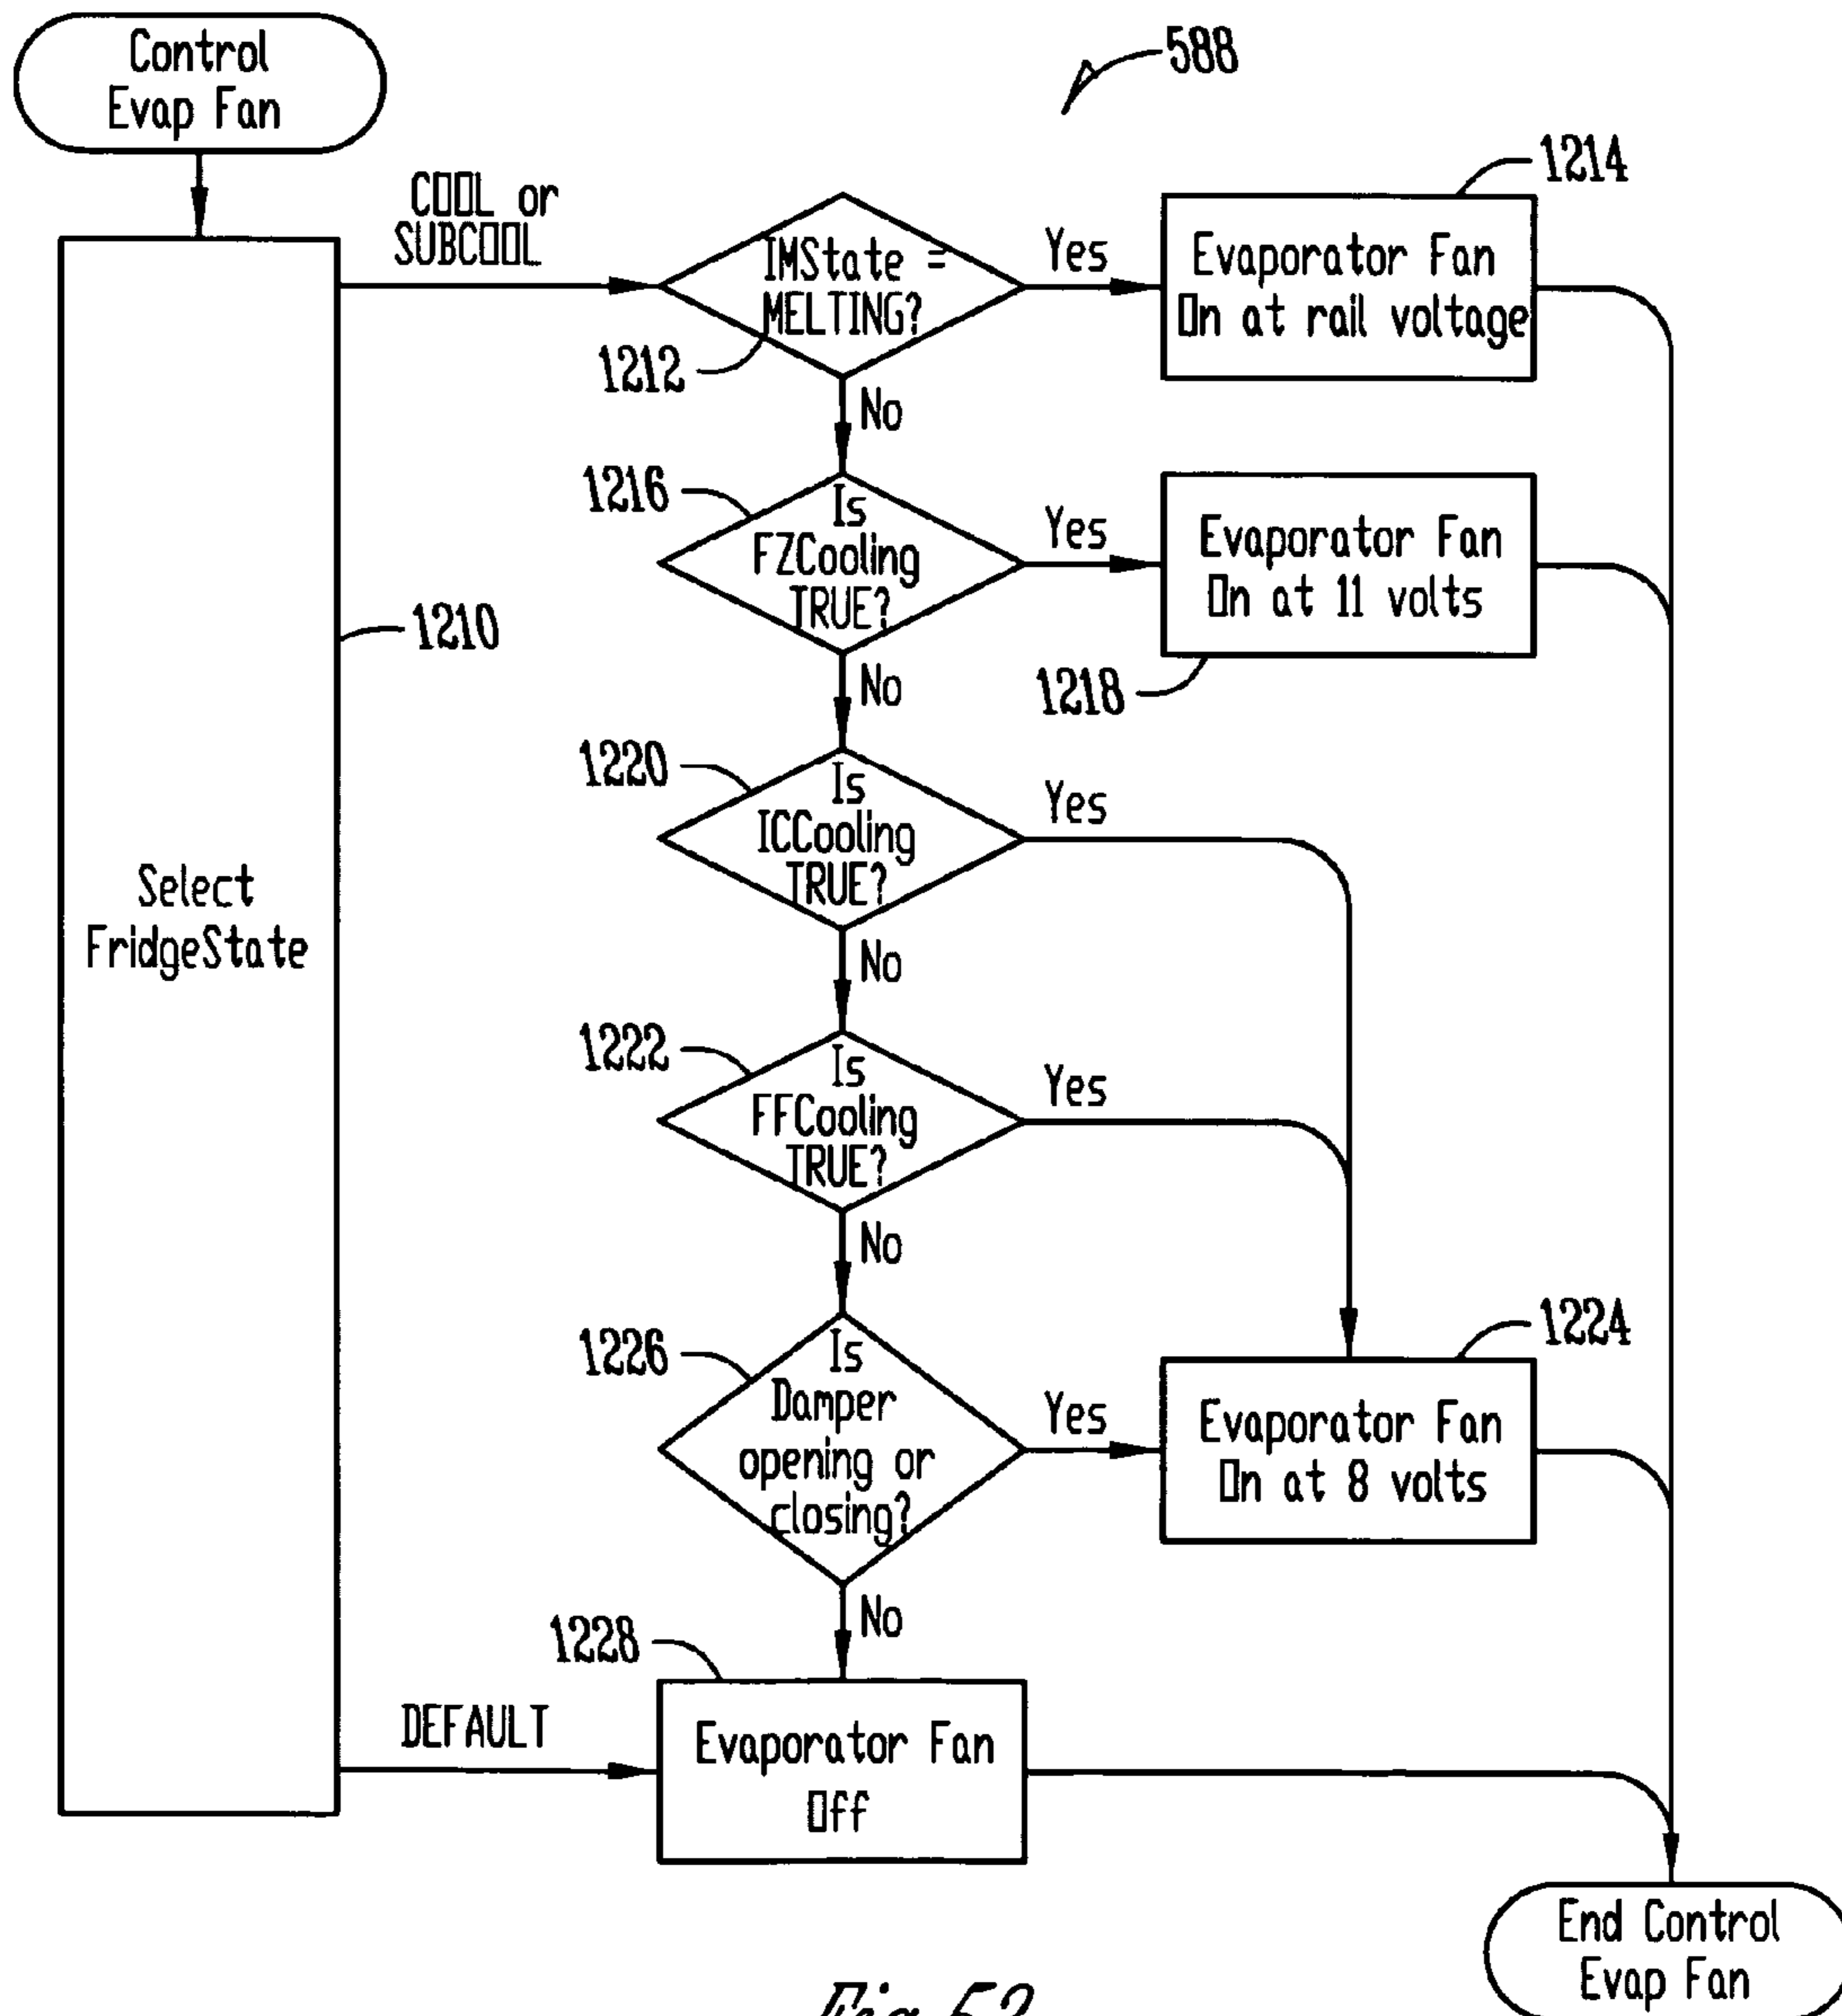 Control
Evap Fan
588
COOL or
SUBCOOL
IMState =
MELTING?
1212
Yes
Evaporator Fan
On at rail voltage
1214
No
1216
Is
FZCooling
TRUE?
Yes
Evaporator Fan
On at 11 volts
1218
1210
No
1220
Is
ICCooling
TRUE?
Yes
Select
FridgeState
No
1222
Is
FFCooling
TRUE?
Yes
No
1226
Is
Damper
opening or
closing?
Yes
Evaporator Fan
On at 8 volts
1224
No
1228
DEFAULT
Evaporator Fan
Off
End Control
Evap Fan
Fig. 52